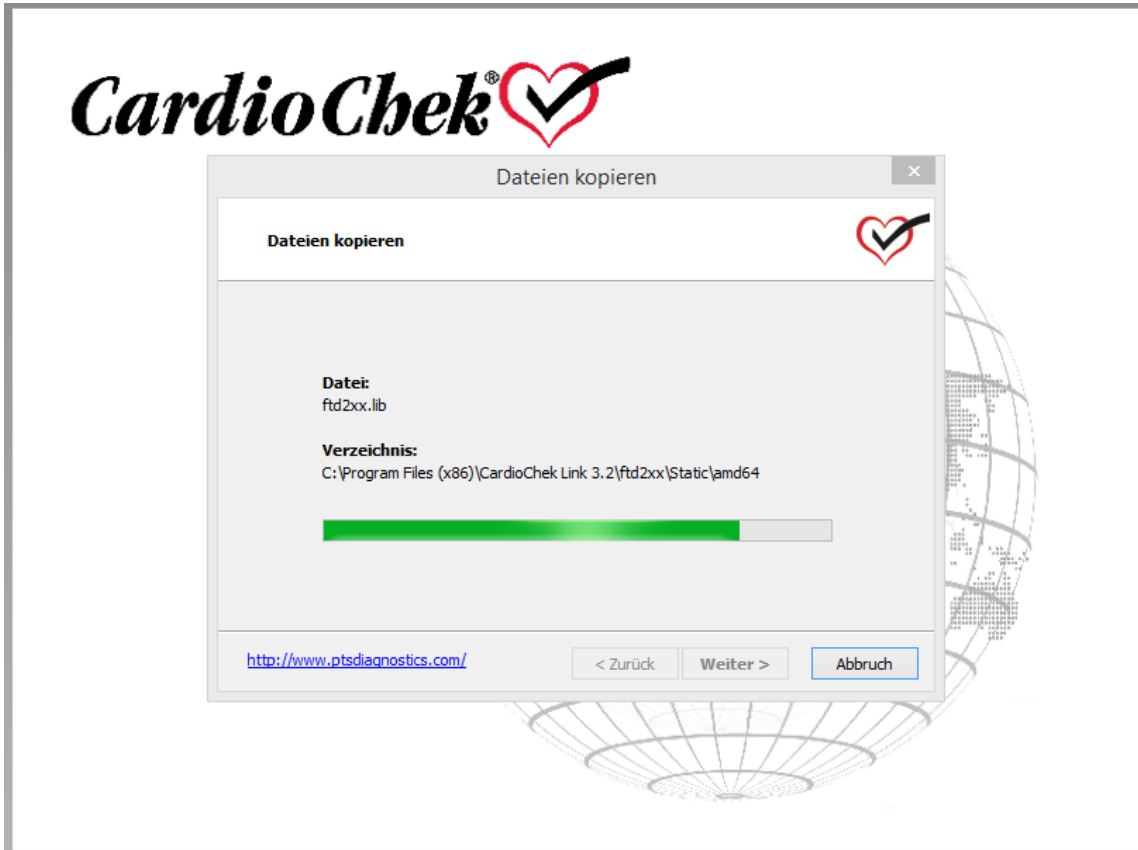 CardioChek®
Dateien kopieren
Dateien kopieren
Datei:
ftd2xx.lib
Verzeichnis:
C:\Program Files (x86)\CardioChek Link 3.2\ftd2xx\Static\amd64
http://www.ptsdiagnostics.com/
< Zurück Weiter > Abbruch